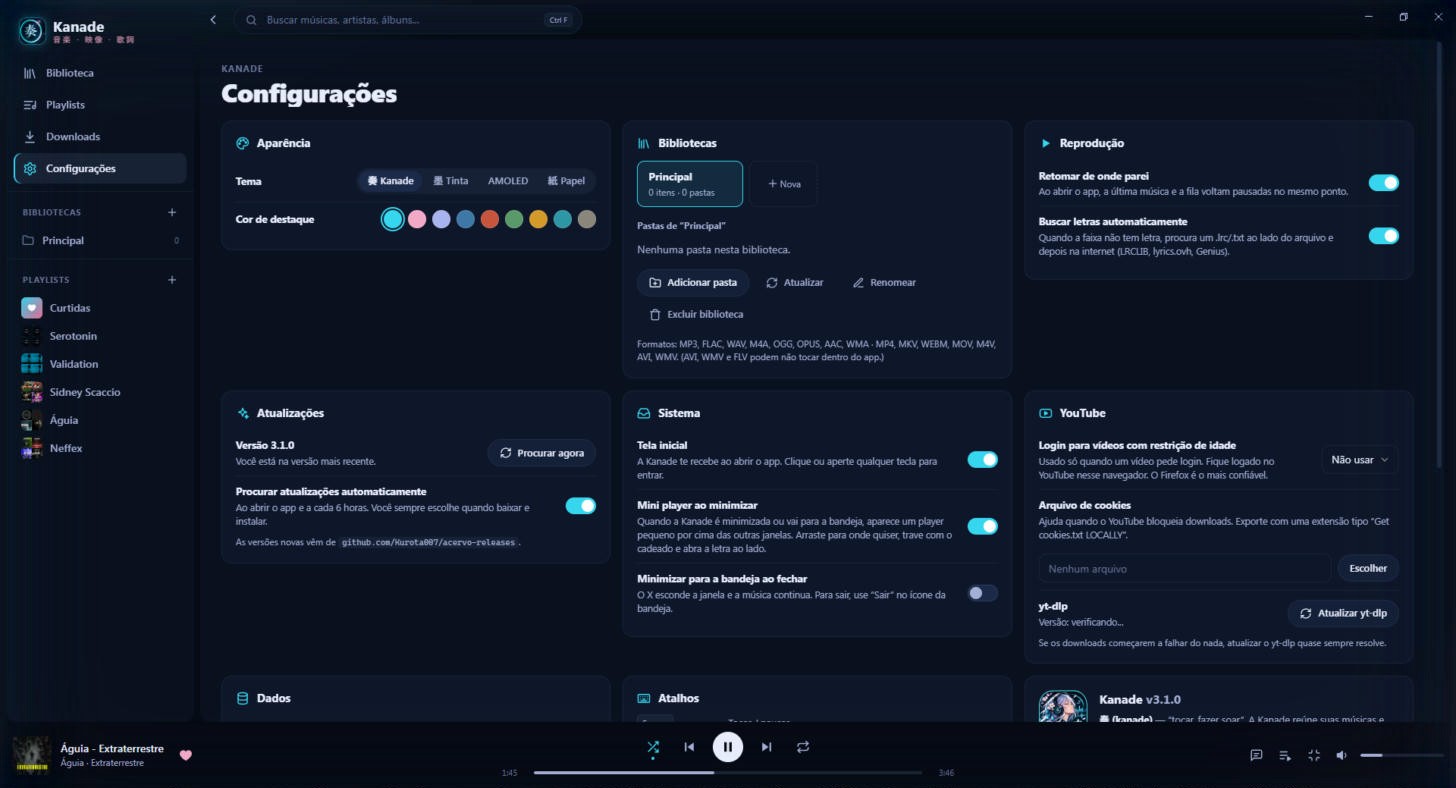 奏
Kanade
音楽 · 映像 · 歌詞
Buscar músicas, artistas, álbuns...
Ctrl F
Biblioteca
Playlists
Downloads
Configurações
BIBLIOTECAS
Principal
0
PLAYLISTS
Curtidas
Serotonin
Validation
Sidney Scaccio
Águia
Neffex
KANADE
Configurações
Aparência
Tema
奏 Kanade
墨 Tinta
AMOLED
紙 Papel
Cor de destaque
Bibliotecas
Principal
0 itens · 0 pastas
+ Nova
Pastas de “Principal”
Nenhuma pasta nesta biblioteca.
Adicionar pasta
Atualizar
Renomear
Excluir biblioteca
Formatos: MP3, FLAC, WAV, M4A, OGG, OPUS, AAC, WMA · MP4, MKV, WEBM, MOV, M4V,
AVI, WMV. (AVI, WMV e FLV podem não tocar dentro do app.)
Reprodução
Retomar de onde parei
Ao abrir o app, a última música e a fila voltam pausadas no mesmo ponto.
Buscar letras automaticamente
Quando a faixa não tem letra, procura um .lrc/.txt ao lado do arquivo e
depois na internet (LRCLIB, lyrics.ovh, Genius).
Atualizações
Versão 3.1.0
Você está na versão mais recente.
Procurar agora
Procurar atualizações automaticamente
Ao abrir o app e a cada 6 horas. Você sempre escolhe quando baixar e
instalar.
As versões novas vêm de github.com/Kurota007/acervo-releases .
Sistema
Tela inicial
A Kanade te recebe ao abrir o app. Clique ou aperte qualquer tecla para
entrar.
Mini player ao minimizar
Quando a Kanade é minimizada ou vai para a bandeja, aparece um player
pequeno por cima das outras janelas. Arraste para onde quiser, trave com o
cadeado e abra a letra ao lado.
Minimizar para a bandeja ao fechar
O X esconde a janela e a música continua. Para sair, use “Sair” no ícone da
bandeja.
YouTube
Login para vídeos com restrição de idade
Usado só quando um vídeo pede login. Fique logado no
YouTube nesse navegador. O Firefox é o mais confiável.
Não usar
Arquivo de cookies
Ajuda quando o YouTube bloqueia downloads. Exporte com uma extensão tipo “Get
cookies.txt LOCALLY”.
Nenhum arquivo
Escolher
yt-dlp
Versão: verificando...
Atualizar yt-dlp
Se os downloads começarem a falhar do nada, atualizar o yt-dlp quase sempre resolve.
Dados
Atalhos
Kanade v3.1.0
奏 (kanade) — “tocar, fazer soar”. A Kanade reúne suas músicas e
Águia - Extraterrestre
Águia · Extraterrestre
1:45
3:46